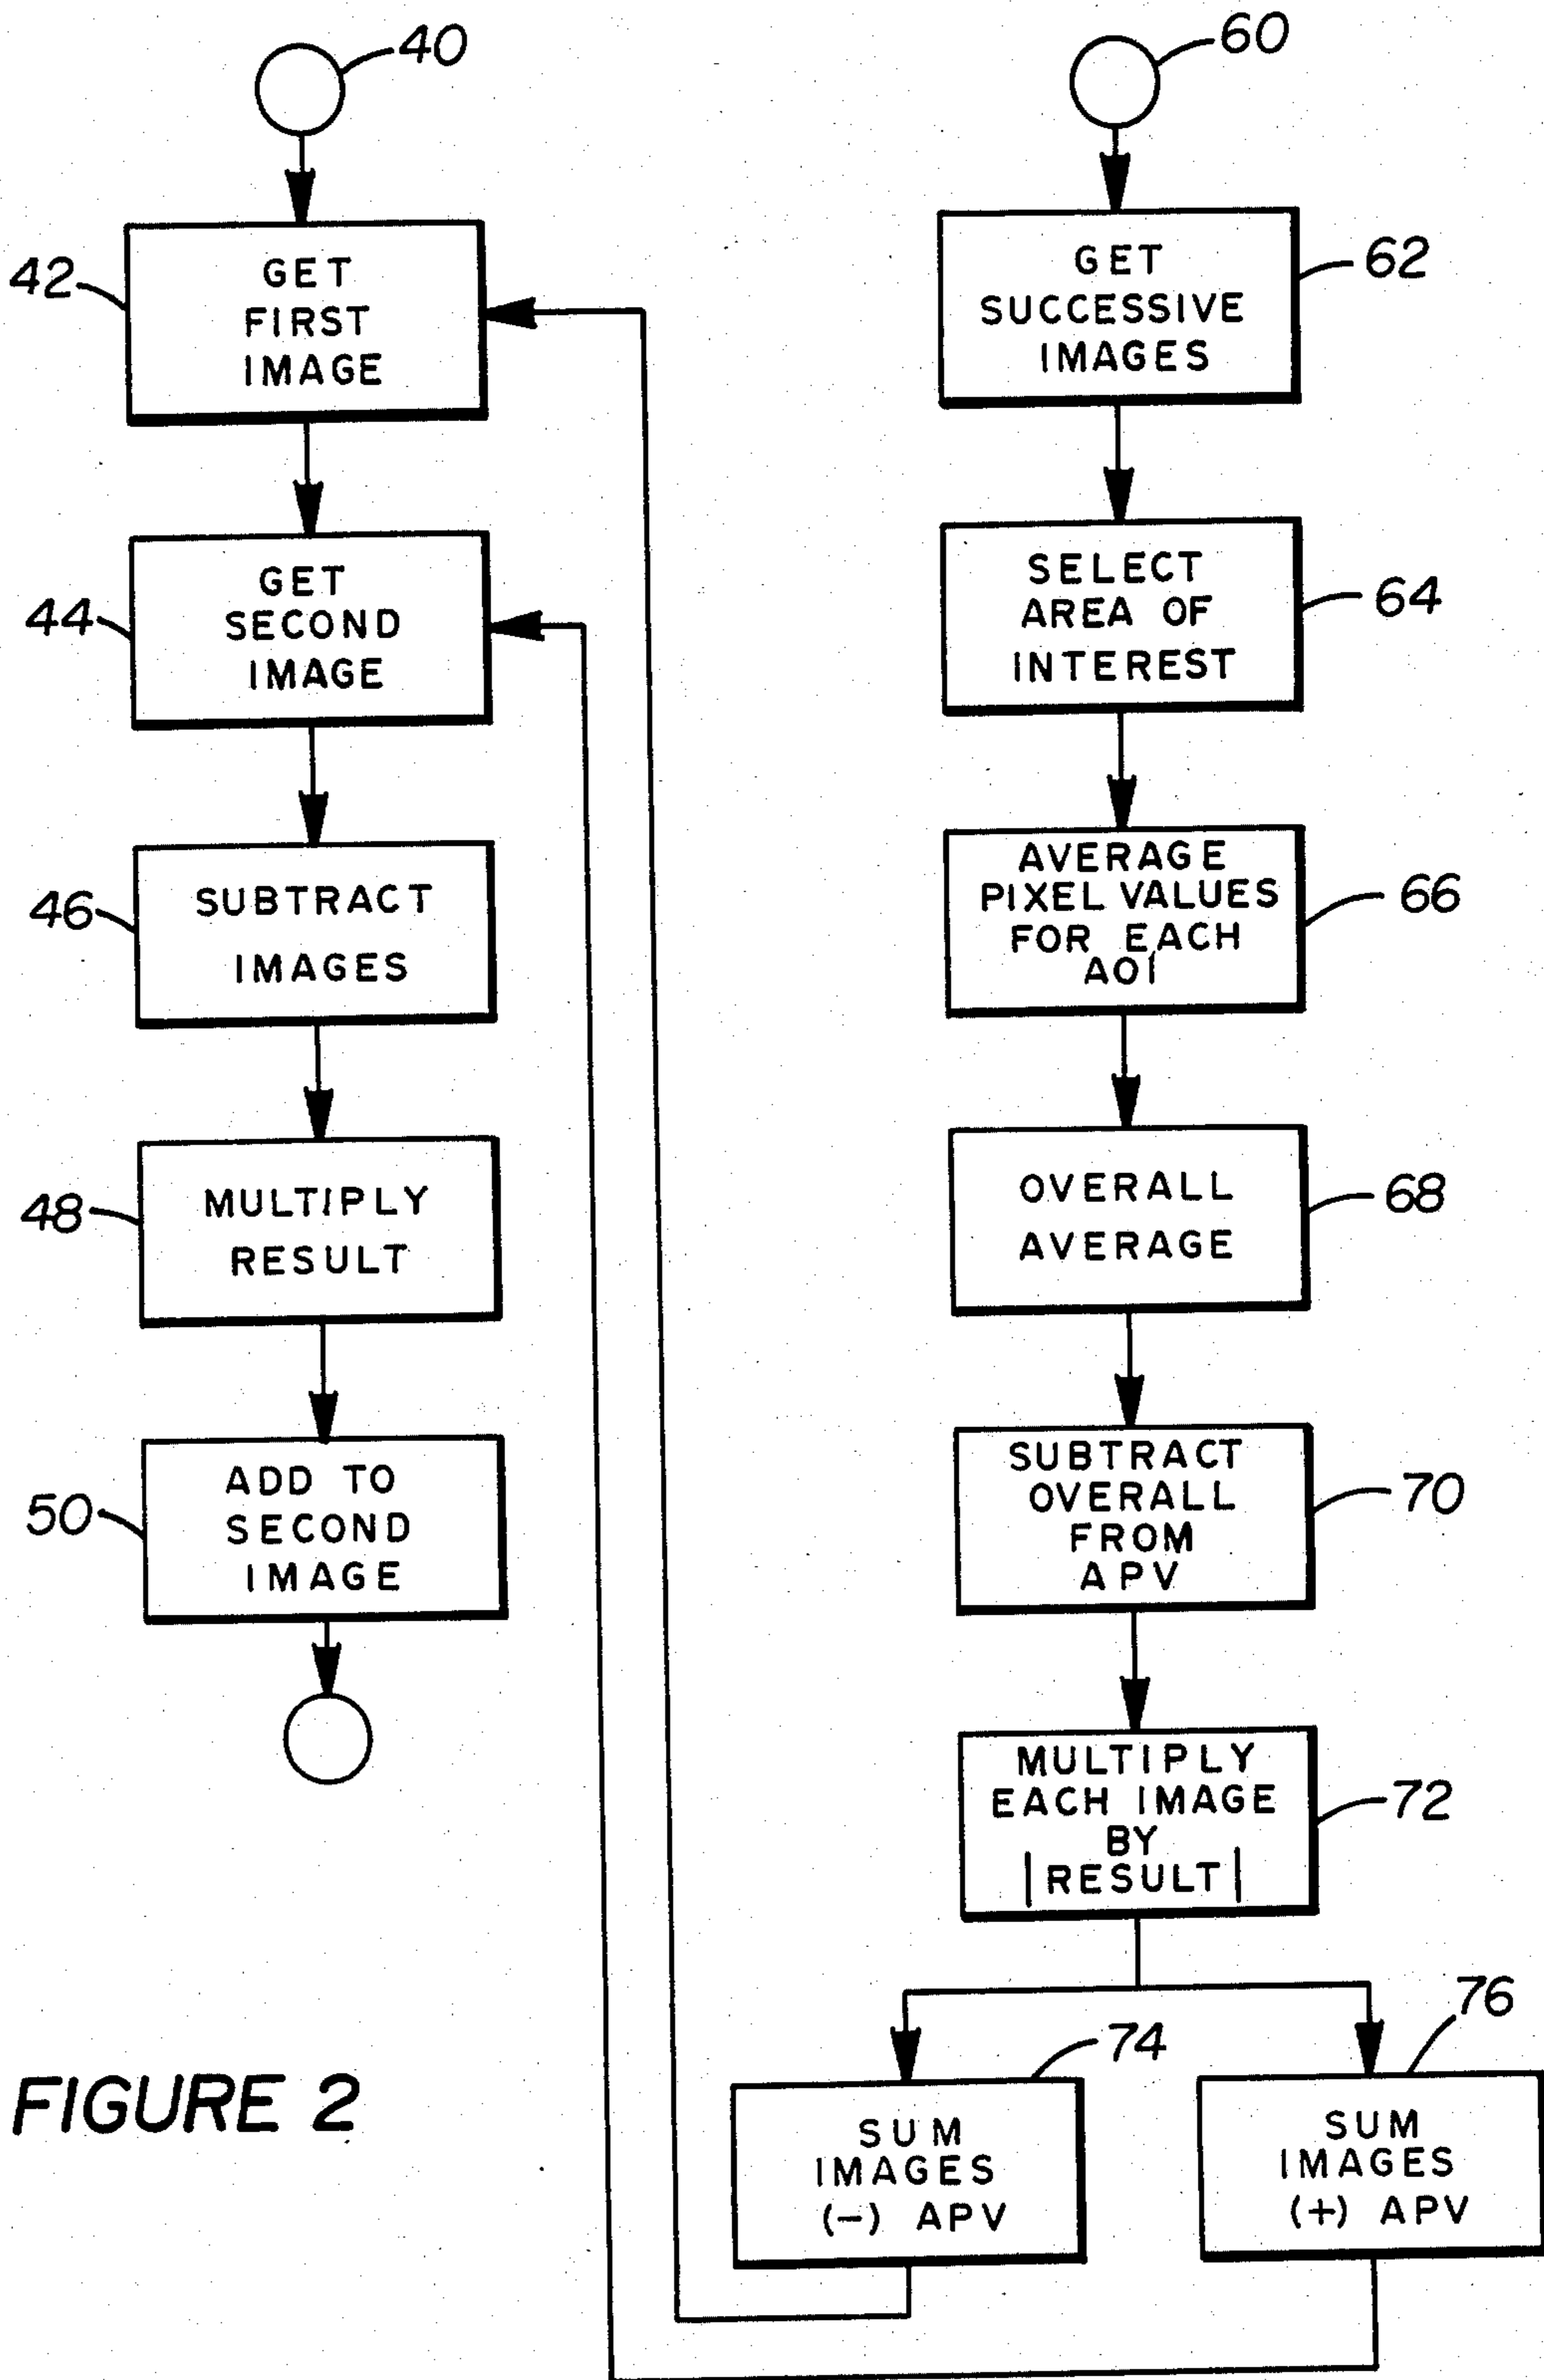 40
42
GET
FIRST
IMAGE
44
GET
SECOND
IMAGE
46
SUBTRACT
IMAGES
48
MULTIPLY
RESULT
50
ADD TO
SECOND
IMAGE
60
62
GET
SUCCESSIVE
IMAGES
64
SELECT
AREA OF
INTEREST
66
AVERAGE
PIXEL VALUES
FOR EACH
AOI
68
OVERALL
AVERAGE
70
SUBTRACT
OVERALL
FROM
APV
72
MULTIPLY
EACH IMAGE
BY
|RESULT|
74
SUM
IMAGES
(−) APV
76
SUM
IMAGES
(+) APV
FIGURE 2